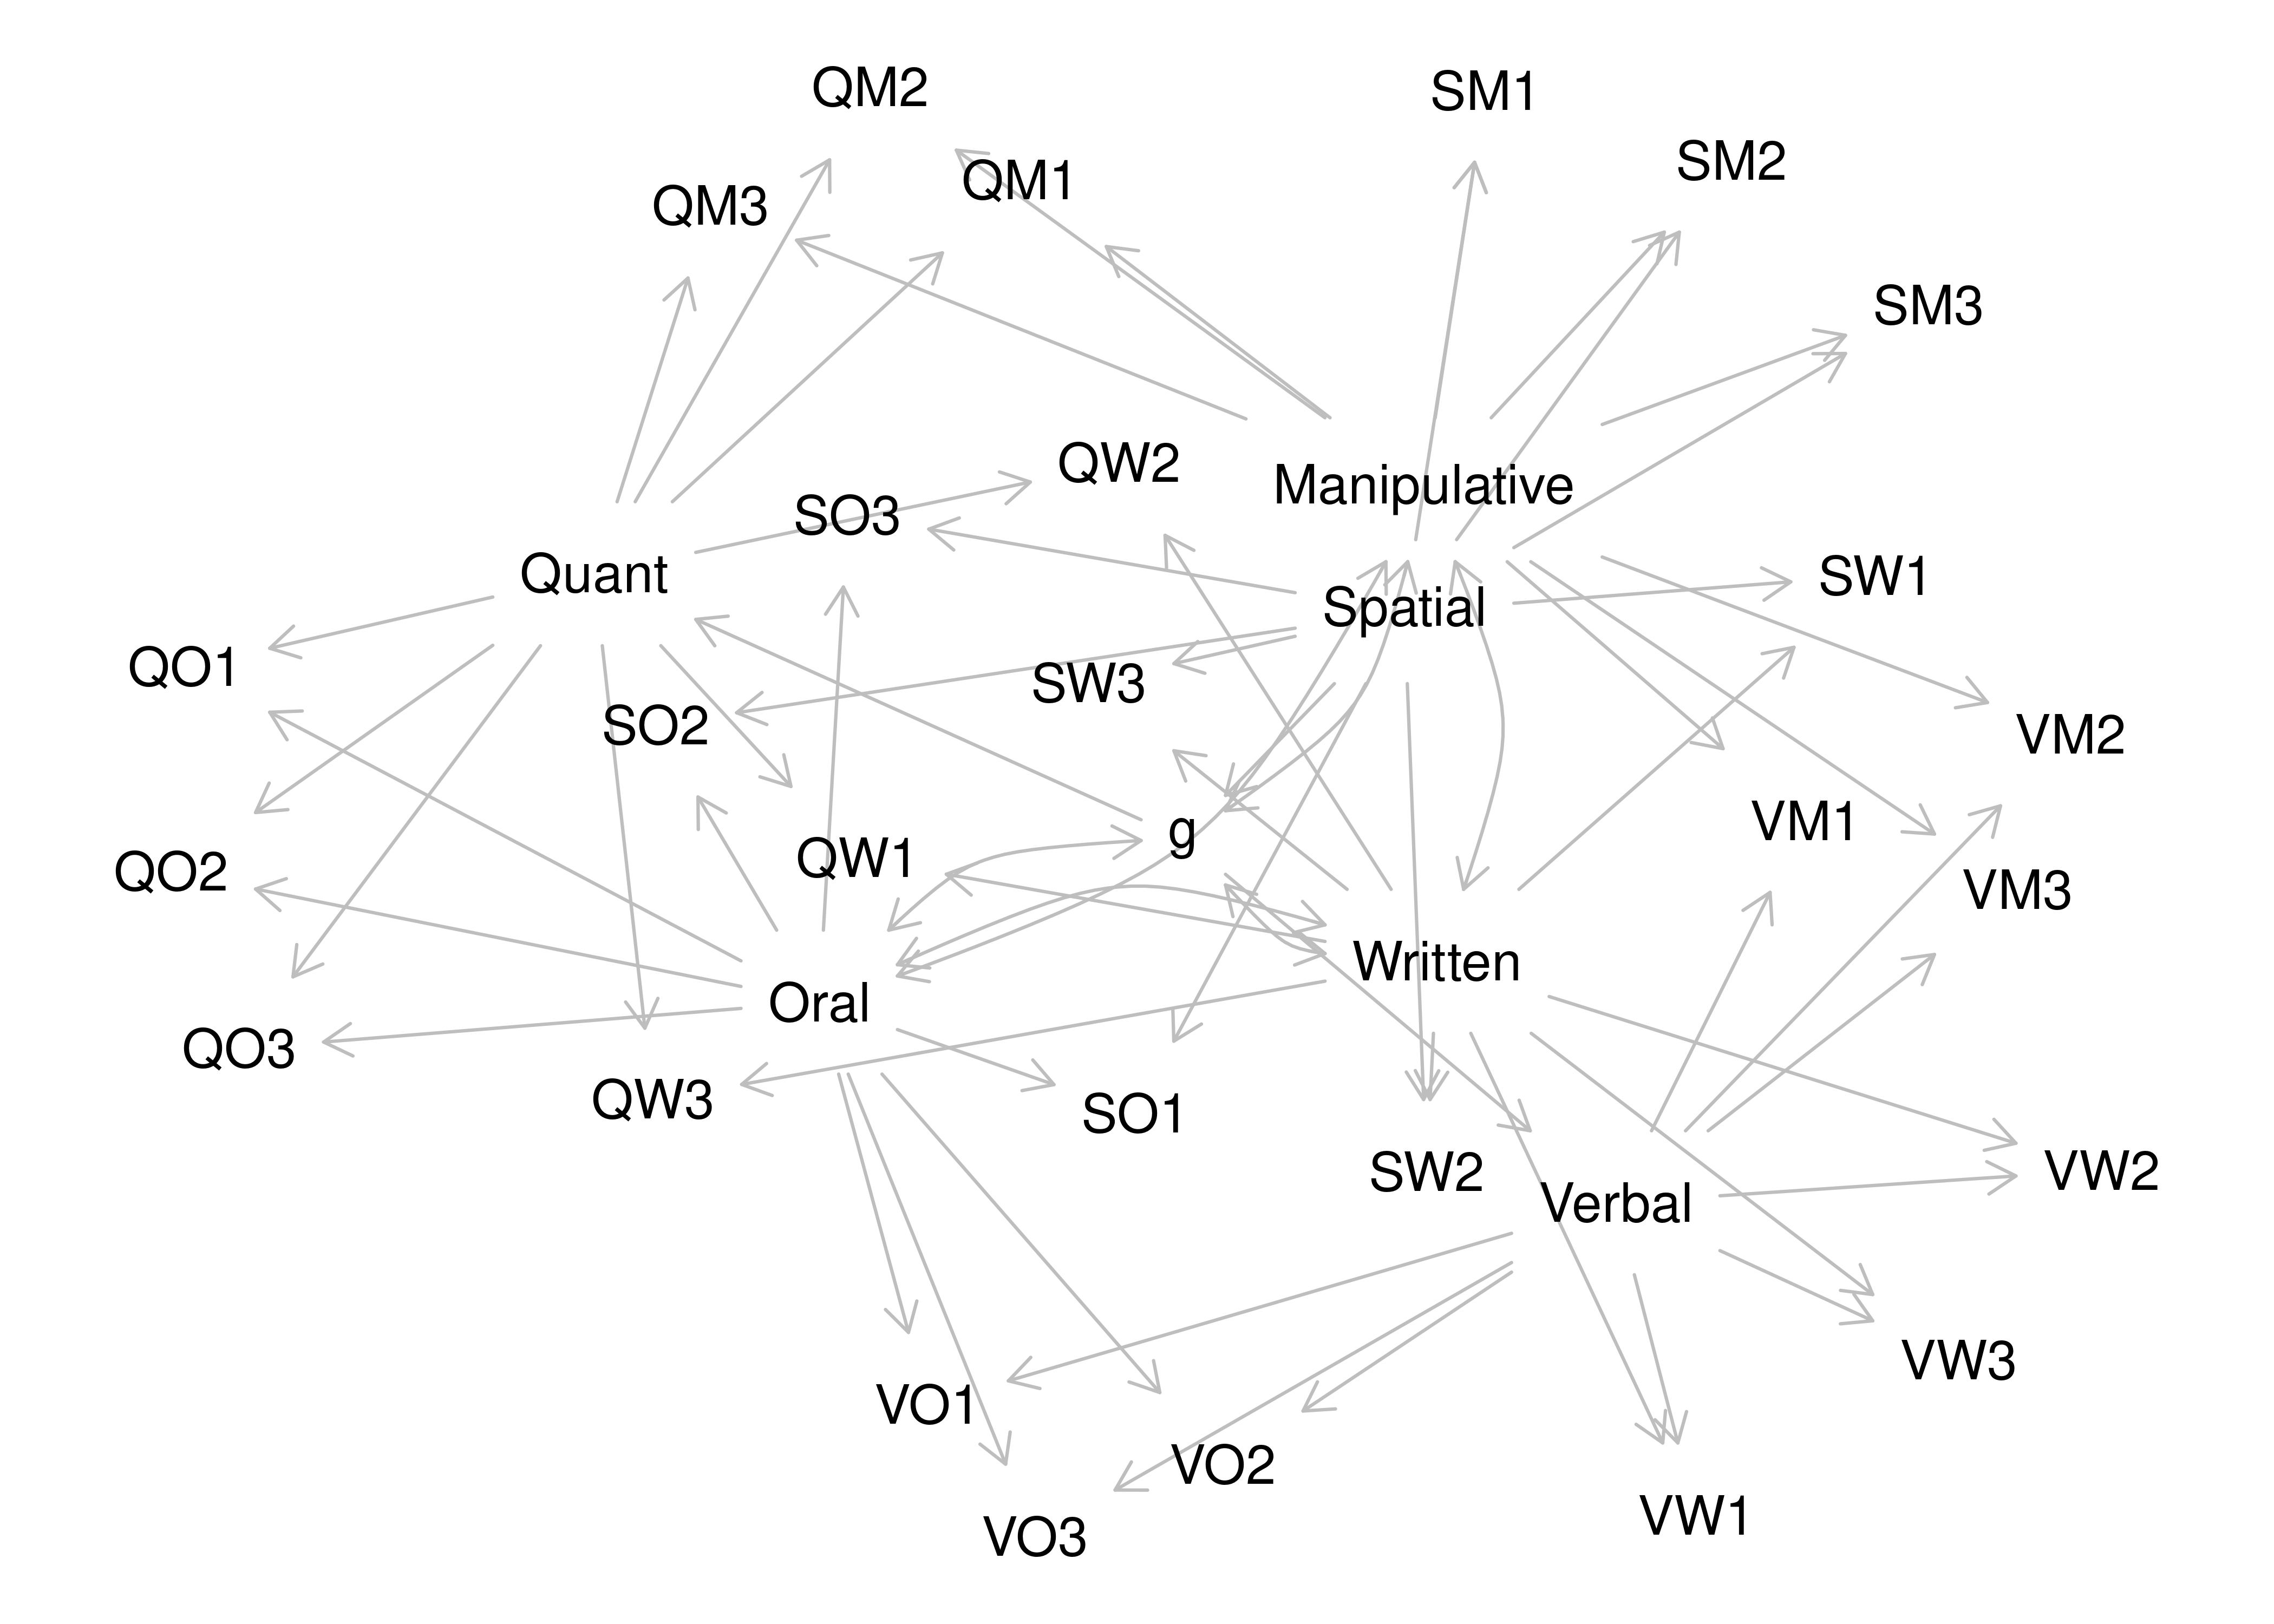 QM2
SM1
SM2
QM1
QM3
SM3
QW2
Manipulative
SO3
Quant
SW1
Spatial
QO1
SW3
SO2
VM2
VM1
g
QW1
QO2
VM3
Written
Oral
QO3
QW3
SO1
SW2
VW2
Verbal
VW3
VO1
VO2
VW1
VO3